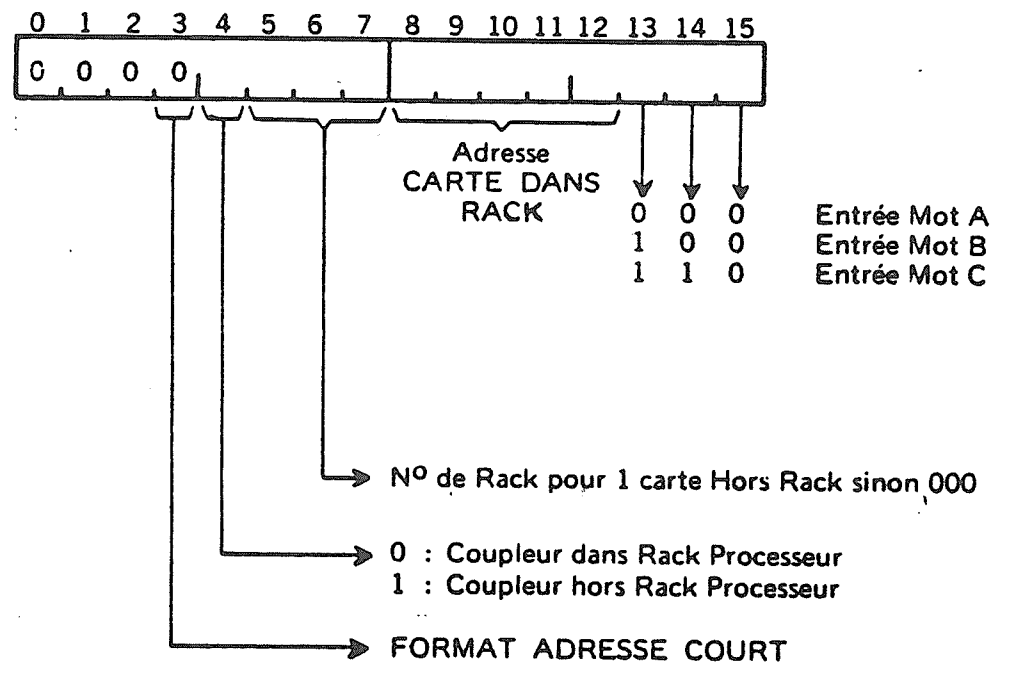 0 1 2 3 4 5 6 7 8 9 10 11 12 13 14 15
0 0 0 0
Adresse
CARTE DANS
RACK
0 0 0 Entrée Mot A
1 0 0 Entrée Mot B
1 1 0 Entrée Mot C
Nº de Rack pour 1 carte Hors Rack sinon 000
0 : Coupleur dans Rack Processeur
1 : Coupleur hors Rack Processeur
FORMAT ADRESSE COURT